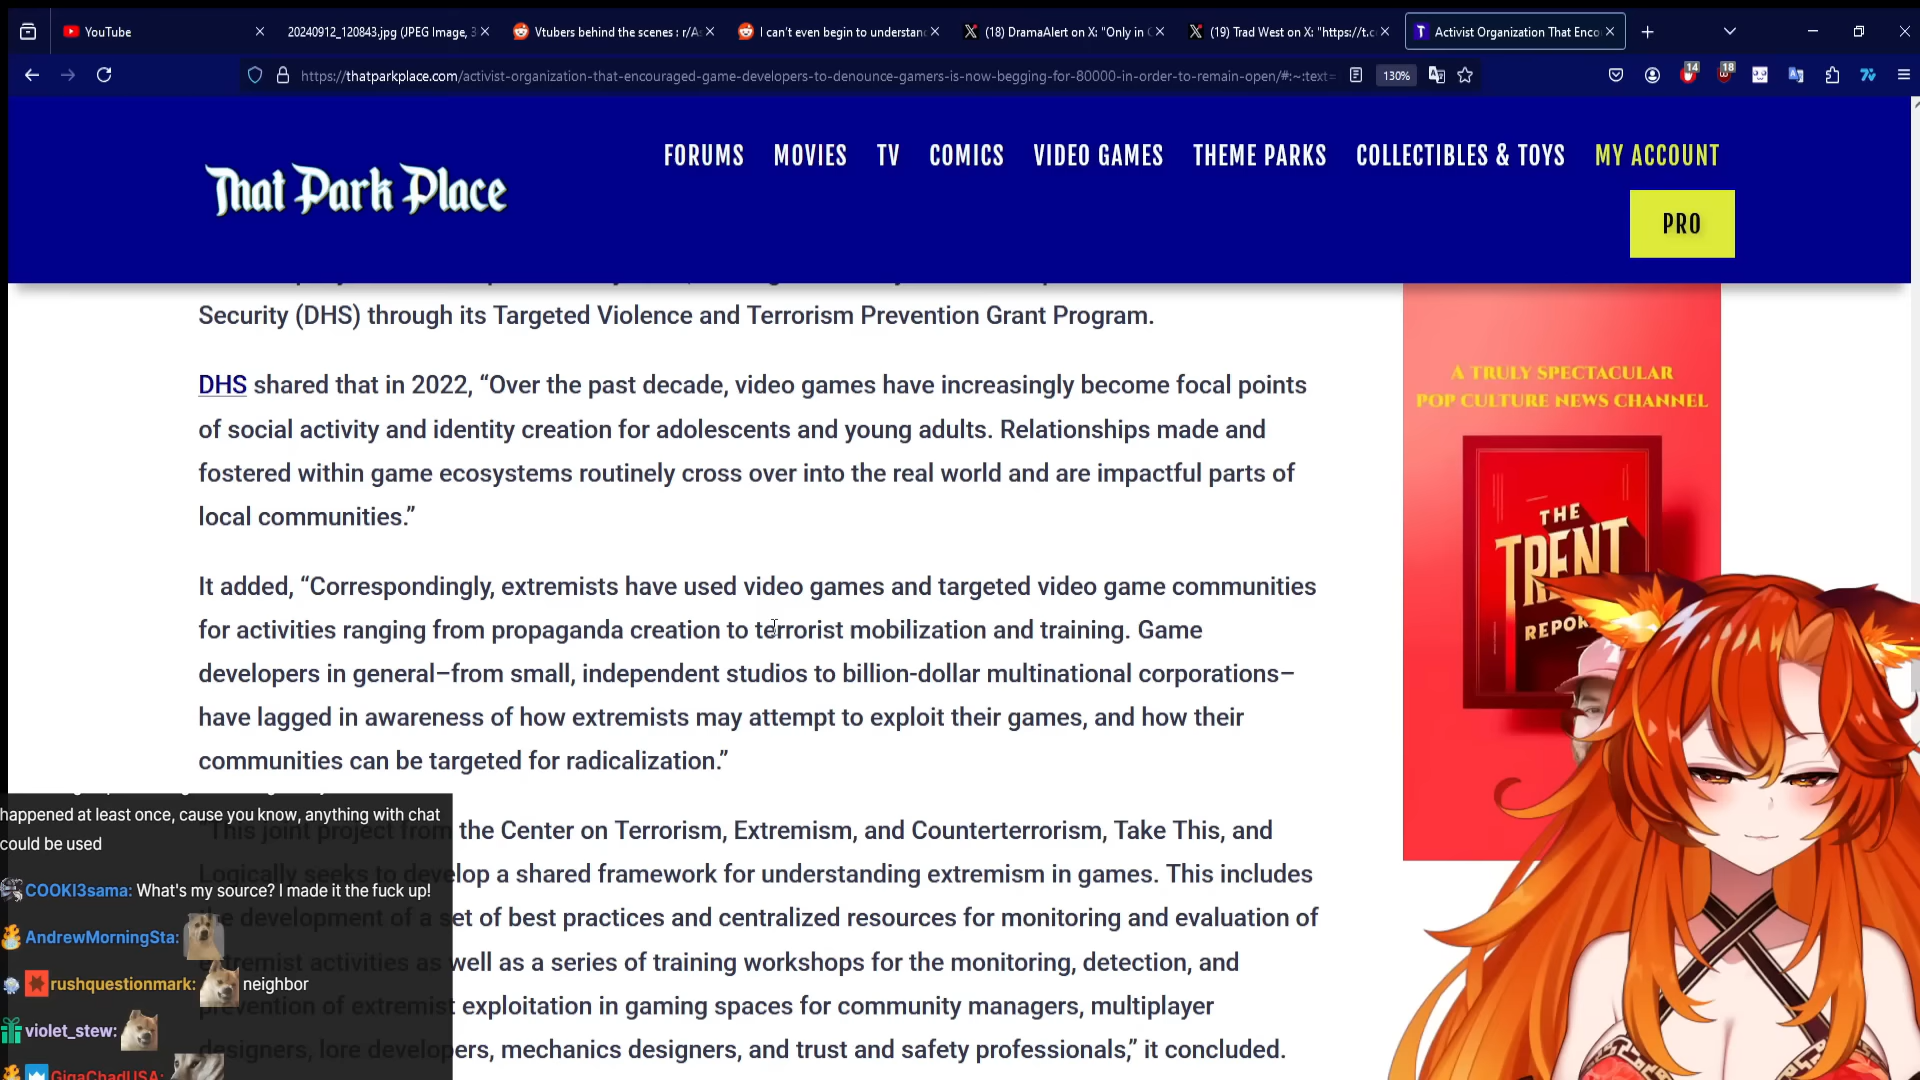 YouTube
20240912_120843.jpg (JPEG Image, 3
Vtubers behind the scenes : r/As
I can't even begin to understan
(18) DramaAlert on X: "Only in
(19) Trad West on X: "https://t.c
Activist Organization That Enco
https://thatparkplace.com/activist-organization-that-encouraged-game-developers-to-denounce-gamers-is-now-begging-for-80000-in-order-to-remain-open/#:~:text=
130%
14
18
That Park Place
FORUMS MOVIES TV COMICS VIDEO GAMES THEME PARKS COLLECTIBLES & TOYS MY ACCOUNT
PRO
Security (DHS) through its Targeted Violence and Terrorism Prevention Grant Program.
DHS shared that in 2022, “Over the past decade, video games have increasingly become focal points
of social activity and identity creation for adolescents and young adults. Relationships made and
fostered within game ecosystems routinely cross over into the real world and are impactful parts of
local communities.”
It added, “Correspondingly, extremists have used video games and targeted video game communities
for activities ranging from propaganda creation to terrorist mobilization and training. Game
developers in general–from small, independent studios to billion-dollar multinational corporations–
have lagged in awareness of how extremists may attempt to exploit their games, and how their
communities can be targeted for radicalization.”
“This joint project from the Center on Terrorism, Extremism, and Counterterrorism, Take This, and
Logically seeks to develop a shared framework for understanding extremism in games. This includes
the development of a set of best practices and centralized resources for monitoring and evaluation of
extremist activities as well as a series of training workshops for the monitoring, detection, and
prevention of extremist exploitation in gaming spaces for community managers, multiplayer
designers, lore developers, mechanics designers, and trust and safety professionals,” it concluded.
A TRULY SPECTACULAR
POP CULTURE NEWS CHANNEL
THE
TRENT
REPOR
happened at least once, cause you know, anything with chat
could be used
COOKI3sama: What's my source? I made it the fuck up!
AndrewMorningSta:
rushquestionmark: neighbor
violet_stew:
GigaChadUSA: